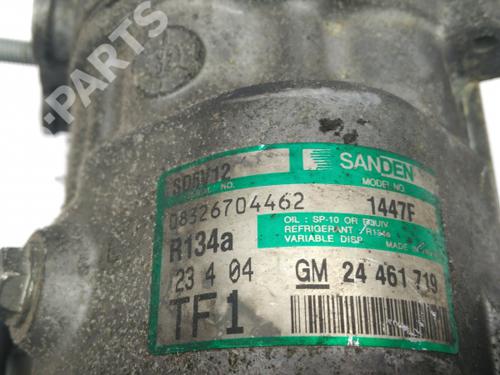 SD6V12
SANDEN
NO.
MODEL NO.
08326704462
1447F
OIL : SP-10 OR EQUIV
REFRIGERANT / R134a
VARIABLE DISP. MADE
R134a
23 4 04
GM 24 461 719
TF1